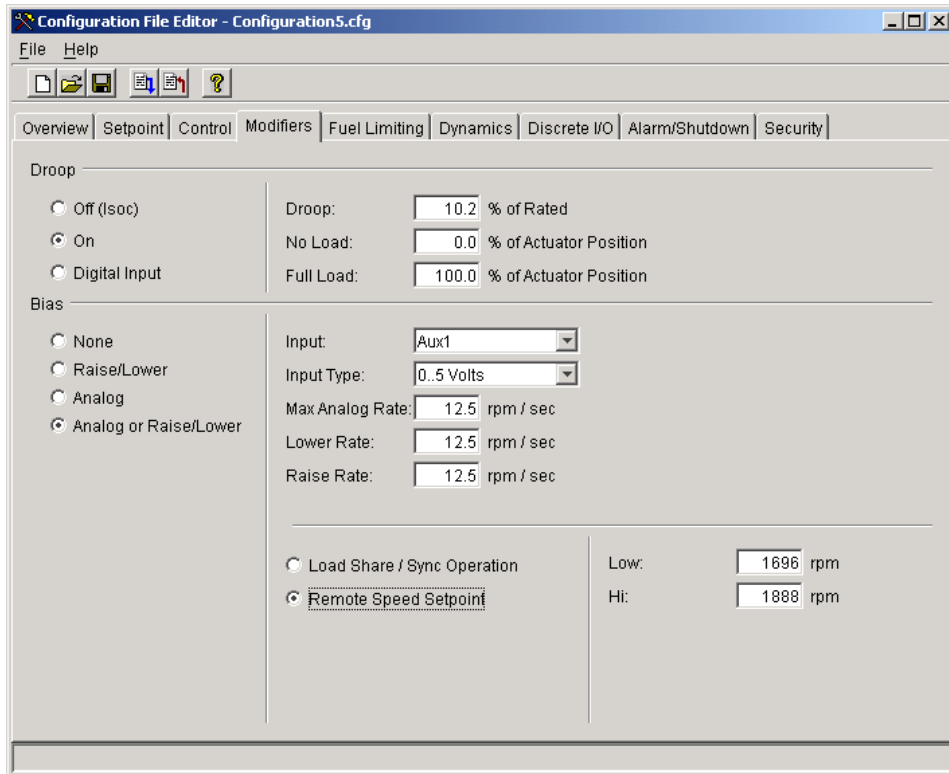 Configuration File Editor - Configuration5.cfg
File Help
Overview Setpoint Control Modifiers Fuel Limiting Dynamics Discrete I/O Alarm/Shutdown Security
Droop
Off (Isoc)
On
Digital Input
Droop: 10.2 % of Rated
No Load: 0.0 % of Actuator Position
Full Load: 100.0 % of Actuator Position
Bias
None
Raise/Lower
Analog
Analog or Raise/Lower
Input: Aux1
Input Type: 0..5 Volts
Max Analog Rate: 12.5 rpm / sec
Lower Rate: 12.5 rpm / sec
Raise Rate: 12.5 rpm / sec
Load Share / Sync Operation
Remote Speed Setpoint
Low: 1696 rpm
Hi: 1888 rpm